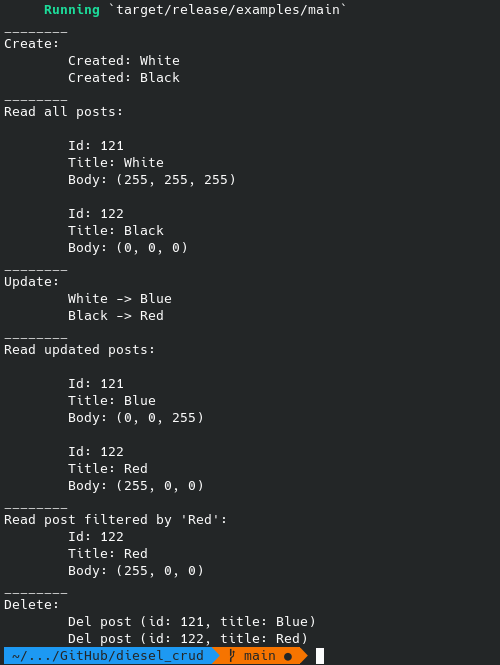 Running `target/release/examples/main`
________
Create:
Created: White
Created: Black
________
Read all posts:
Id: 121
Title: White
Body: (255, 255, 255)
Id: 122
Title: Black
Body: (0, 0, 0)
________
Update:
White -> Blue
Black -> Red
________
Read updated posts:
Id: 121
Title: Blue
Body: (0, 0, 255)
Id: 122
Title: Red
Body: (255, 0, 0)
________
Read post filtered by 'Red':
Id: 122
Title: Red
Body: (255, 0, 0)
________
Delete:
Del post (id: 121, title: Blue)
Del post (id: 122, title: Red)
~/.../GitHub/diesel_crud main ●